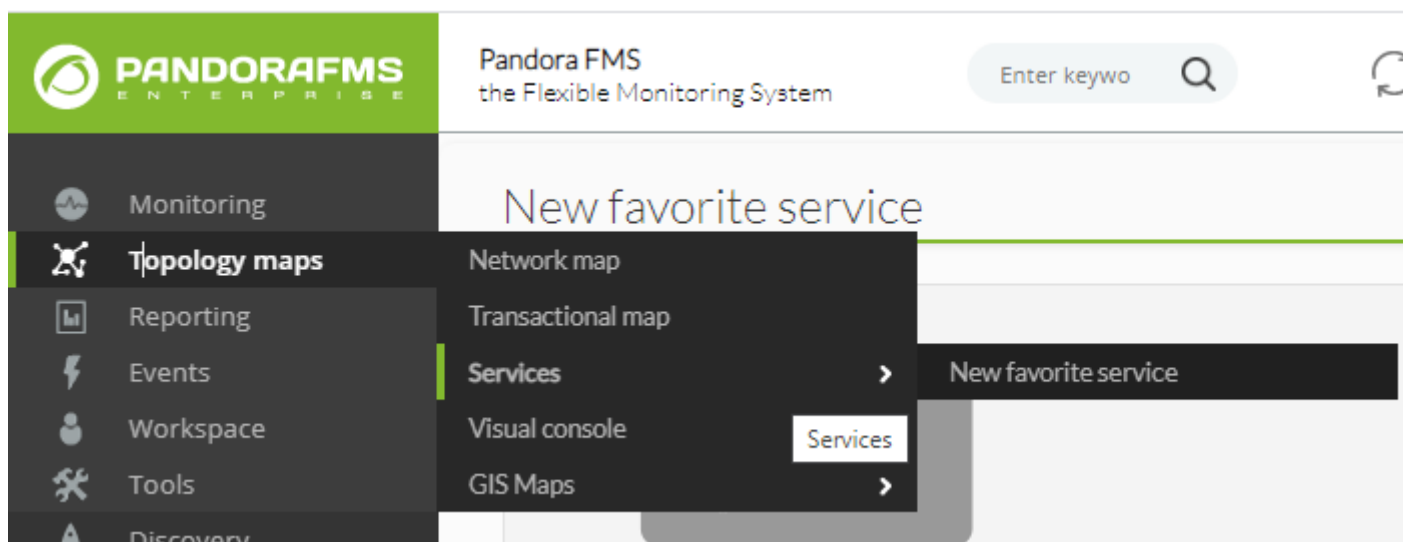 PANDORAFMS
ENTERPRISE
Pandora FMS
the Flexible Monitoring System
Enter keywo
Monitoring
New favorite service
Topology maps
Network map
Reporting
Transactional map
Events
Services
New favorite service
Workspace
Visual console
Services
Tools
GIS Maps
Discovery